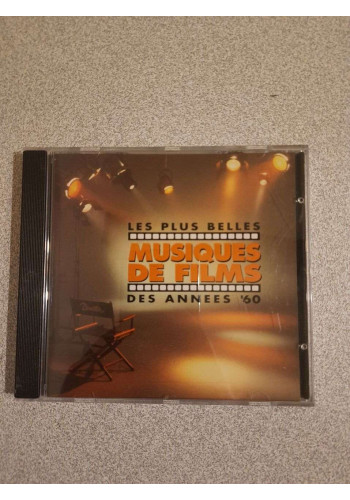 LES PLUS BELLES
MUSIQUES
DE FILMS
DES ANNEES '60